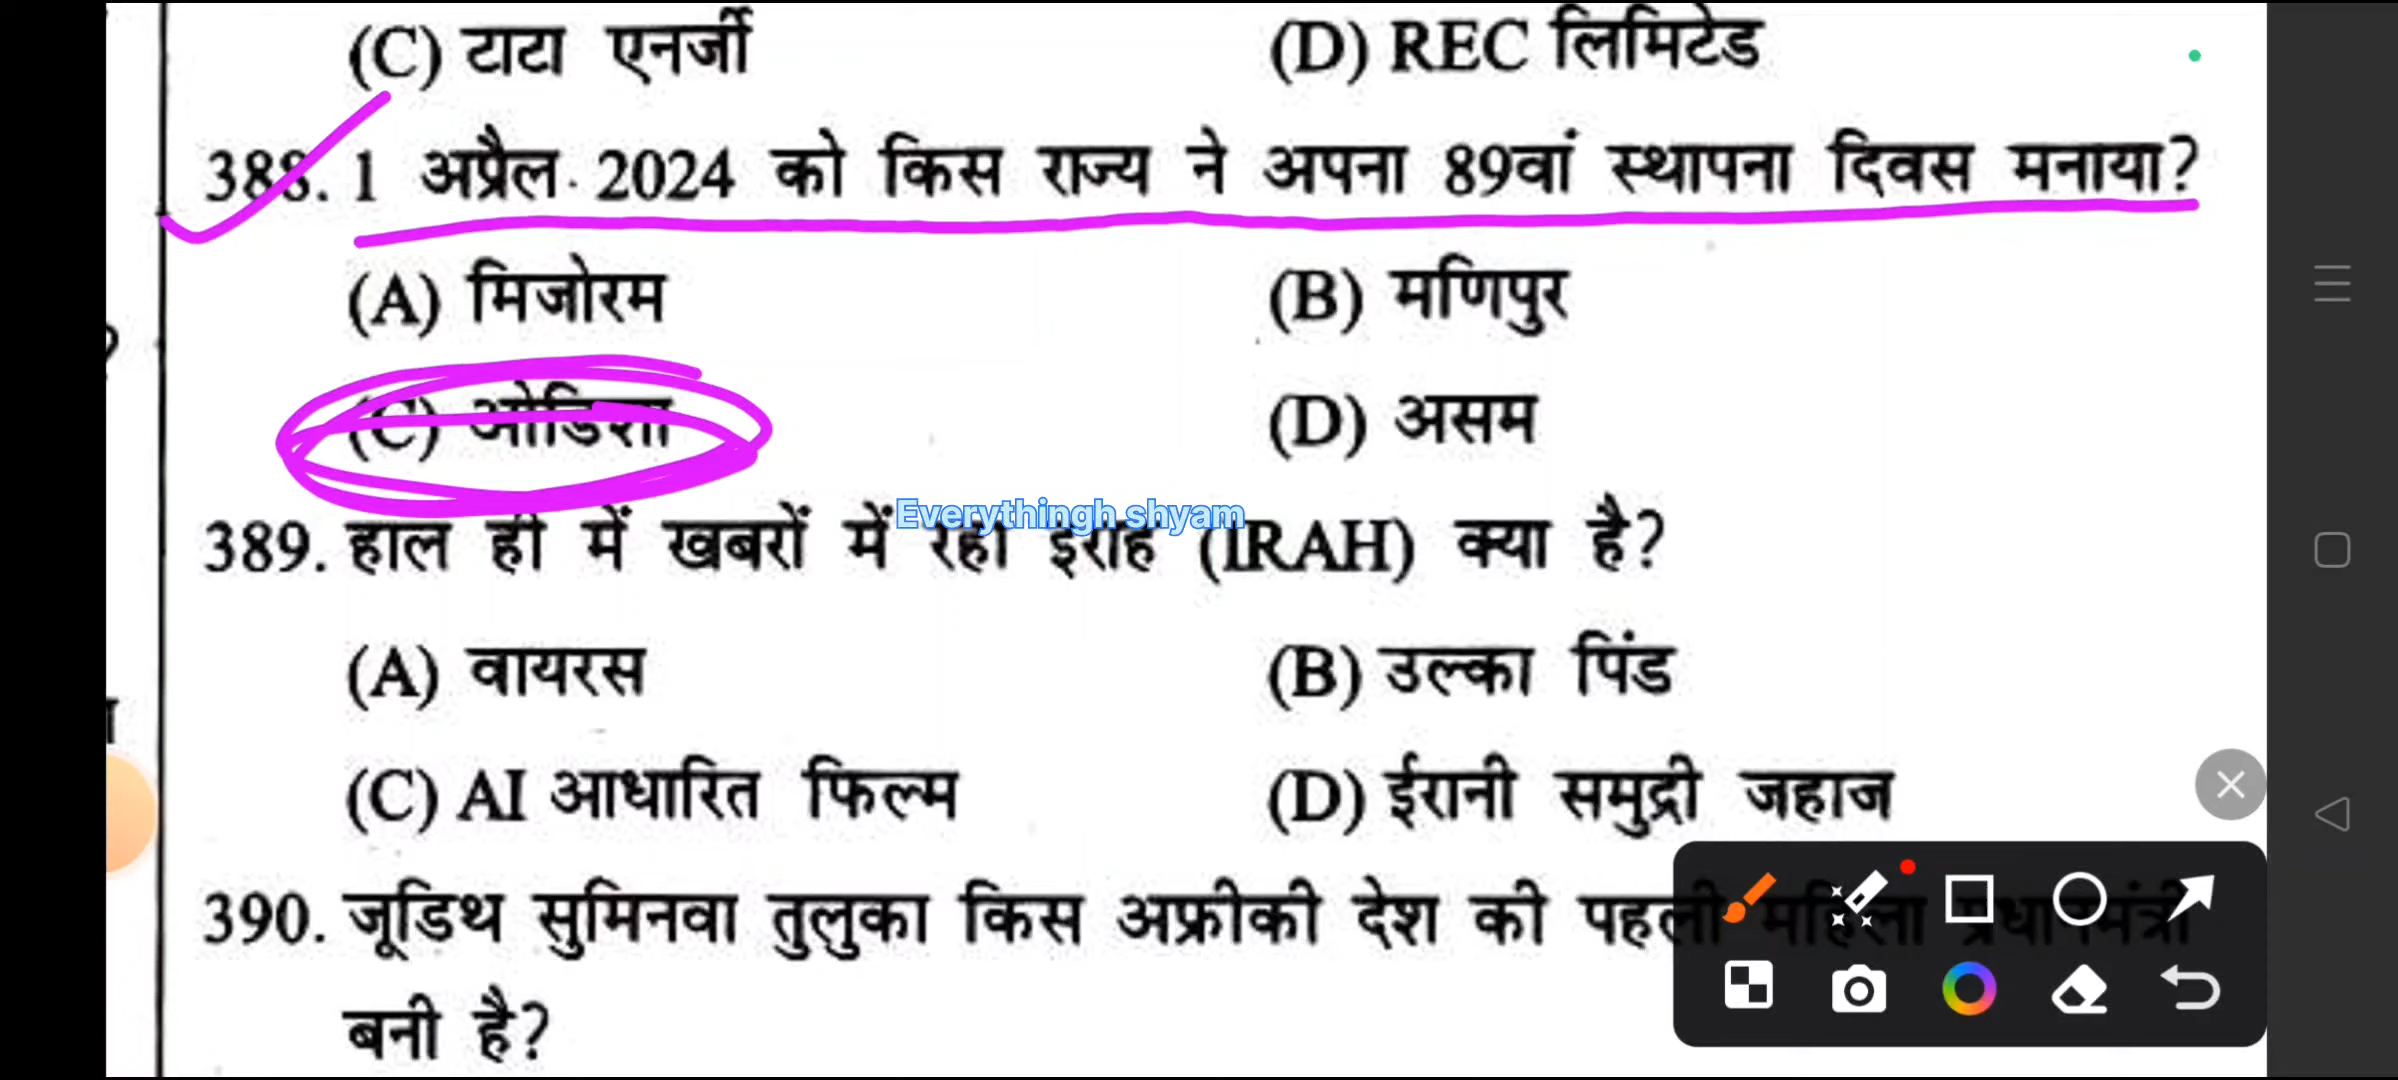 (C) टाटा एनर्जी (D) REC लिमिटेड
388. 1 अप्रैल 2024 को किस राज्य ने अपना 89वां स्थापना दिवस मनाया?
(A) मिजोरम (B) मणिपुर
(C) ओडिशा (D) असम
Everythingh shyam
389. हाल ही में खबरों में रहा इराह (IRAH) क्या है?
(A) वायरस (B) उल्का पिंड
(C) AI आधारित फिल्म (D) ईरानी समुद्री जहाज
390. जूडिथ सुमिनवा तुलुका किस अफ्रीकी देश की पहली महिला प्रधानमंत्री
बनी है?